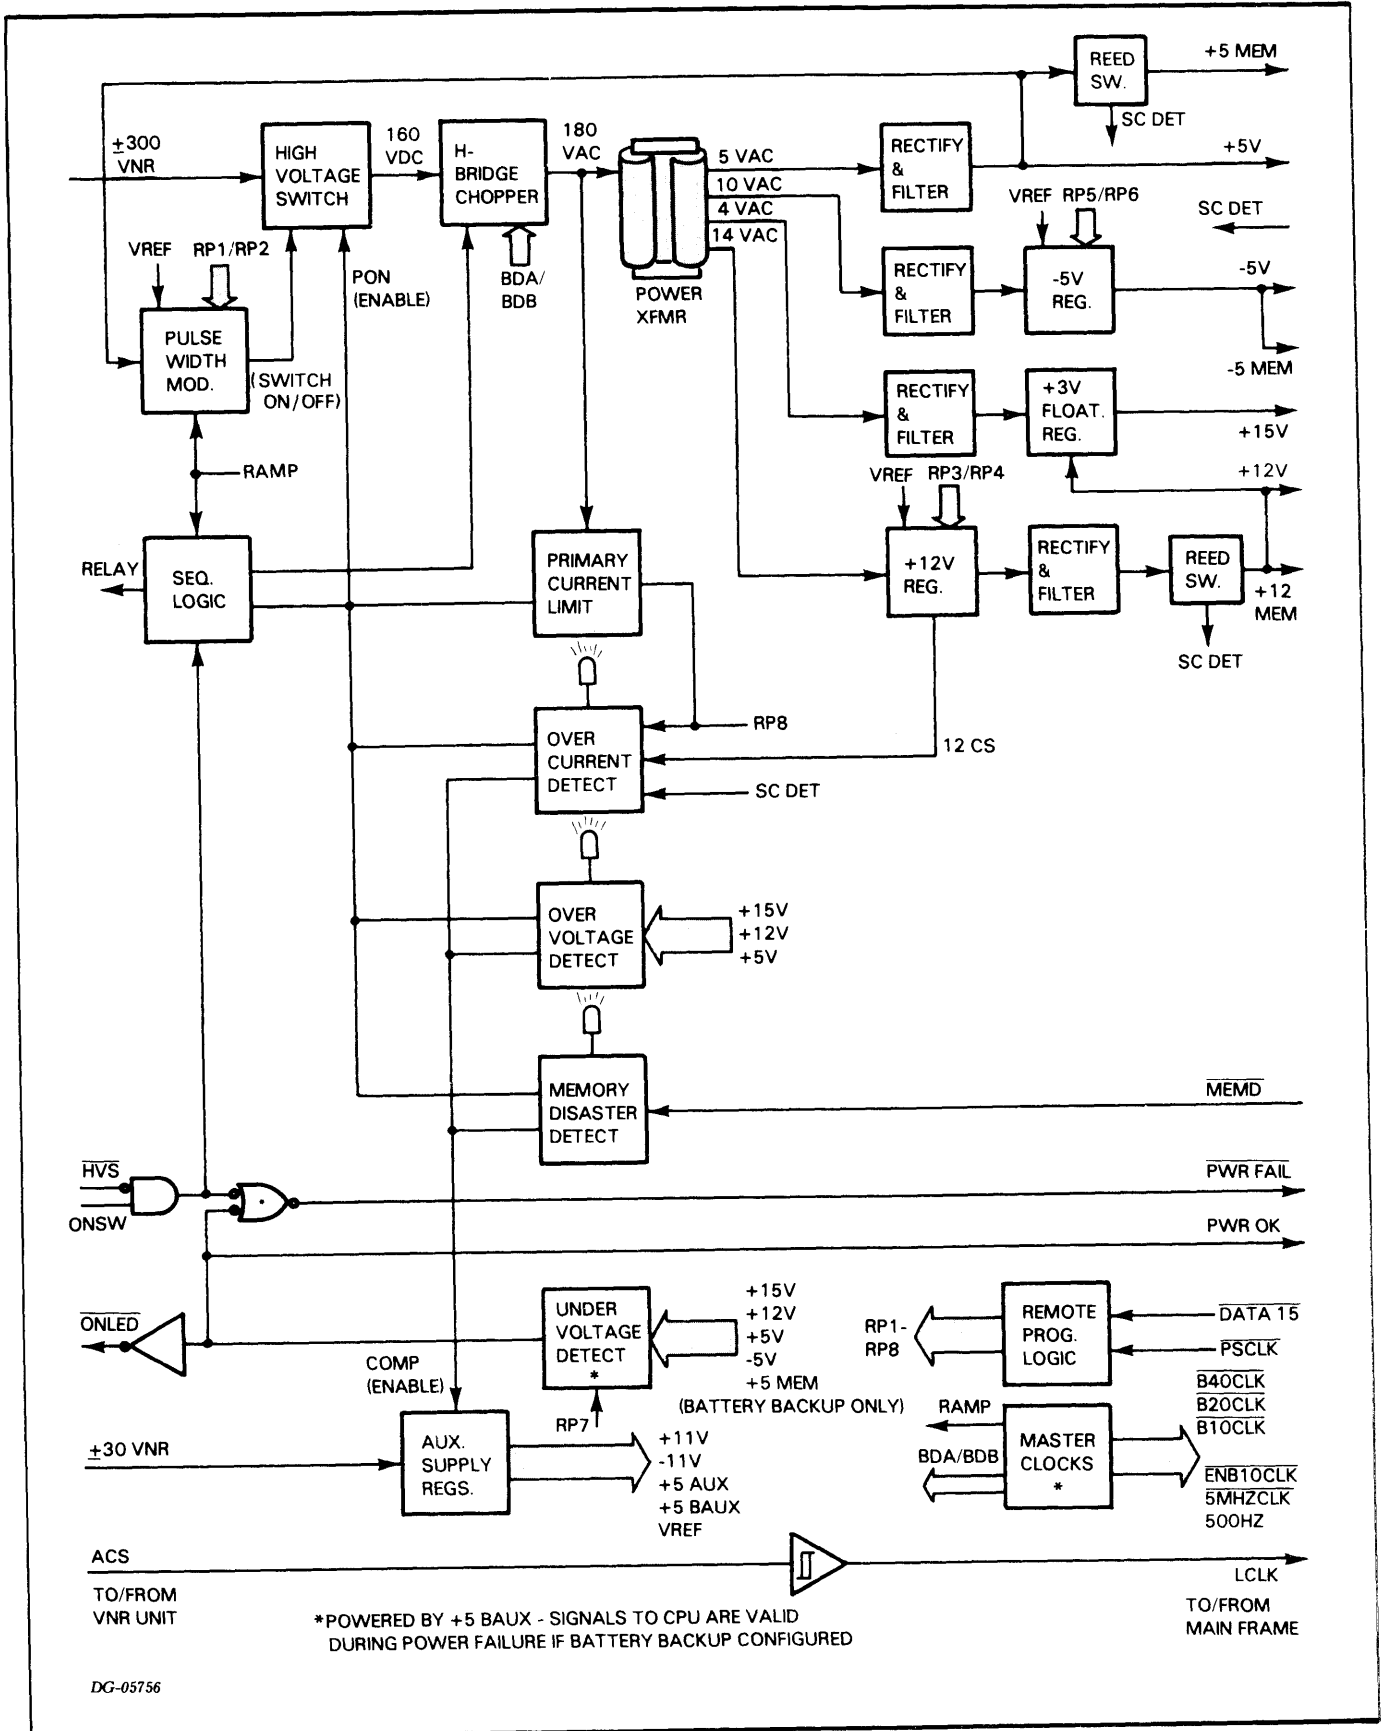 REED
SW.
+5 MEM
SC DET
±300
VNR
HIGH
VOLTAGE
SWITCH
160
VDC
H-
BRIDGE
CHOPPER
180
VAC
5 VAC
10 VAC
4 VAC
14 VAC
POWER
XFMR
RECTIFY
&
FILTER
+5V
VREF
RP1/RP2
PON
(ENABLE)
BDA/
BDB
RECTIFY
&
FILTER
VREF
RP5/RP6
-5V
REG.
SC DET
-5V
-5 MEM
PULSE
WIDTH
MOD.
(SWITCH
ON/OFF)
RECTIFY
&
FILTER
+3V
FLOAT.
REG.
+15V
+12V
RAMP
VREF
RP3/RP4
RELAY
SEQ.
LOGIC
PRIMARY
CURRENT
LIMIT
+12V
REG.
RECTIFY
&
FILTER
REED
SW.
+12
MEM
SC DET
OVER
CURRENT
DETECT
RP8
12 CS
SC DET
OVER
VOLTAGE
DETECT
+15V
+12V
+5V
MEMORY
DISASTER
DETECT
MEMD
HVS
ONSW
PWR FAIL
PWR OK
ONLED
UNDER
VOLTAGE
DETECT
*
+15V
+12V
+5V
-5V
+5 MEM
(BATTERY BACKUP ONLY)
RP7
RP1-
RP8
REMOTE
PROG.
LOGIC
DATA 15
PSCLK
COMP
(ENABLE)
±30 VNR
AUX.
SUPPLY
REGS.
+11V
-11V
+5 AUX
+5 BAUX
VREF
RAMP
BDA/BDB
MASTER
CLOCKS
*
B40CLK
B20CLK
B10CLK
ENB10CLK
5MHZCLK
500HZ
ACS
LCLK
TO/FROM
VNR UNIT
TO/FROM
MAIN FRAME
*POWERED BY +5 BAUX - SIGNALS TO CPU ARE VALID
DURING POWER FAILURE IF BATTERY BACKUP CONFIGURED
DG-05756